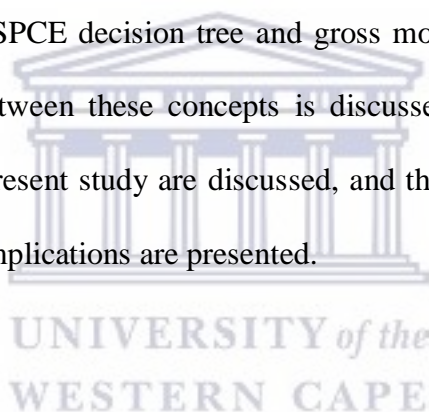 SPCE decision tree and gross mo
tween these concepts is discusse
resent study are discussed, and th
mplications are presented.
UNIVERSITY of the
WESTERN CAPE